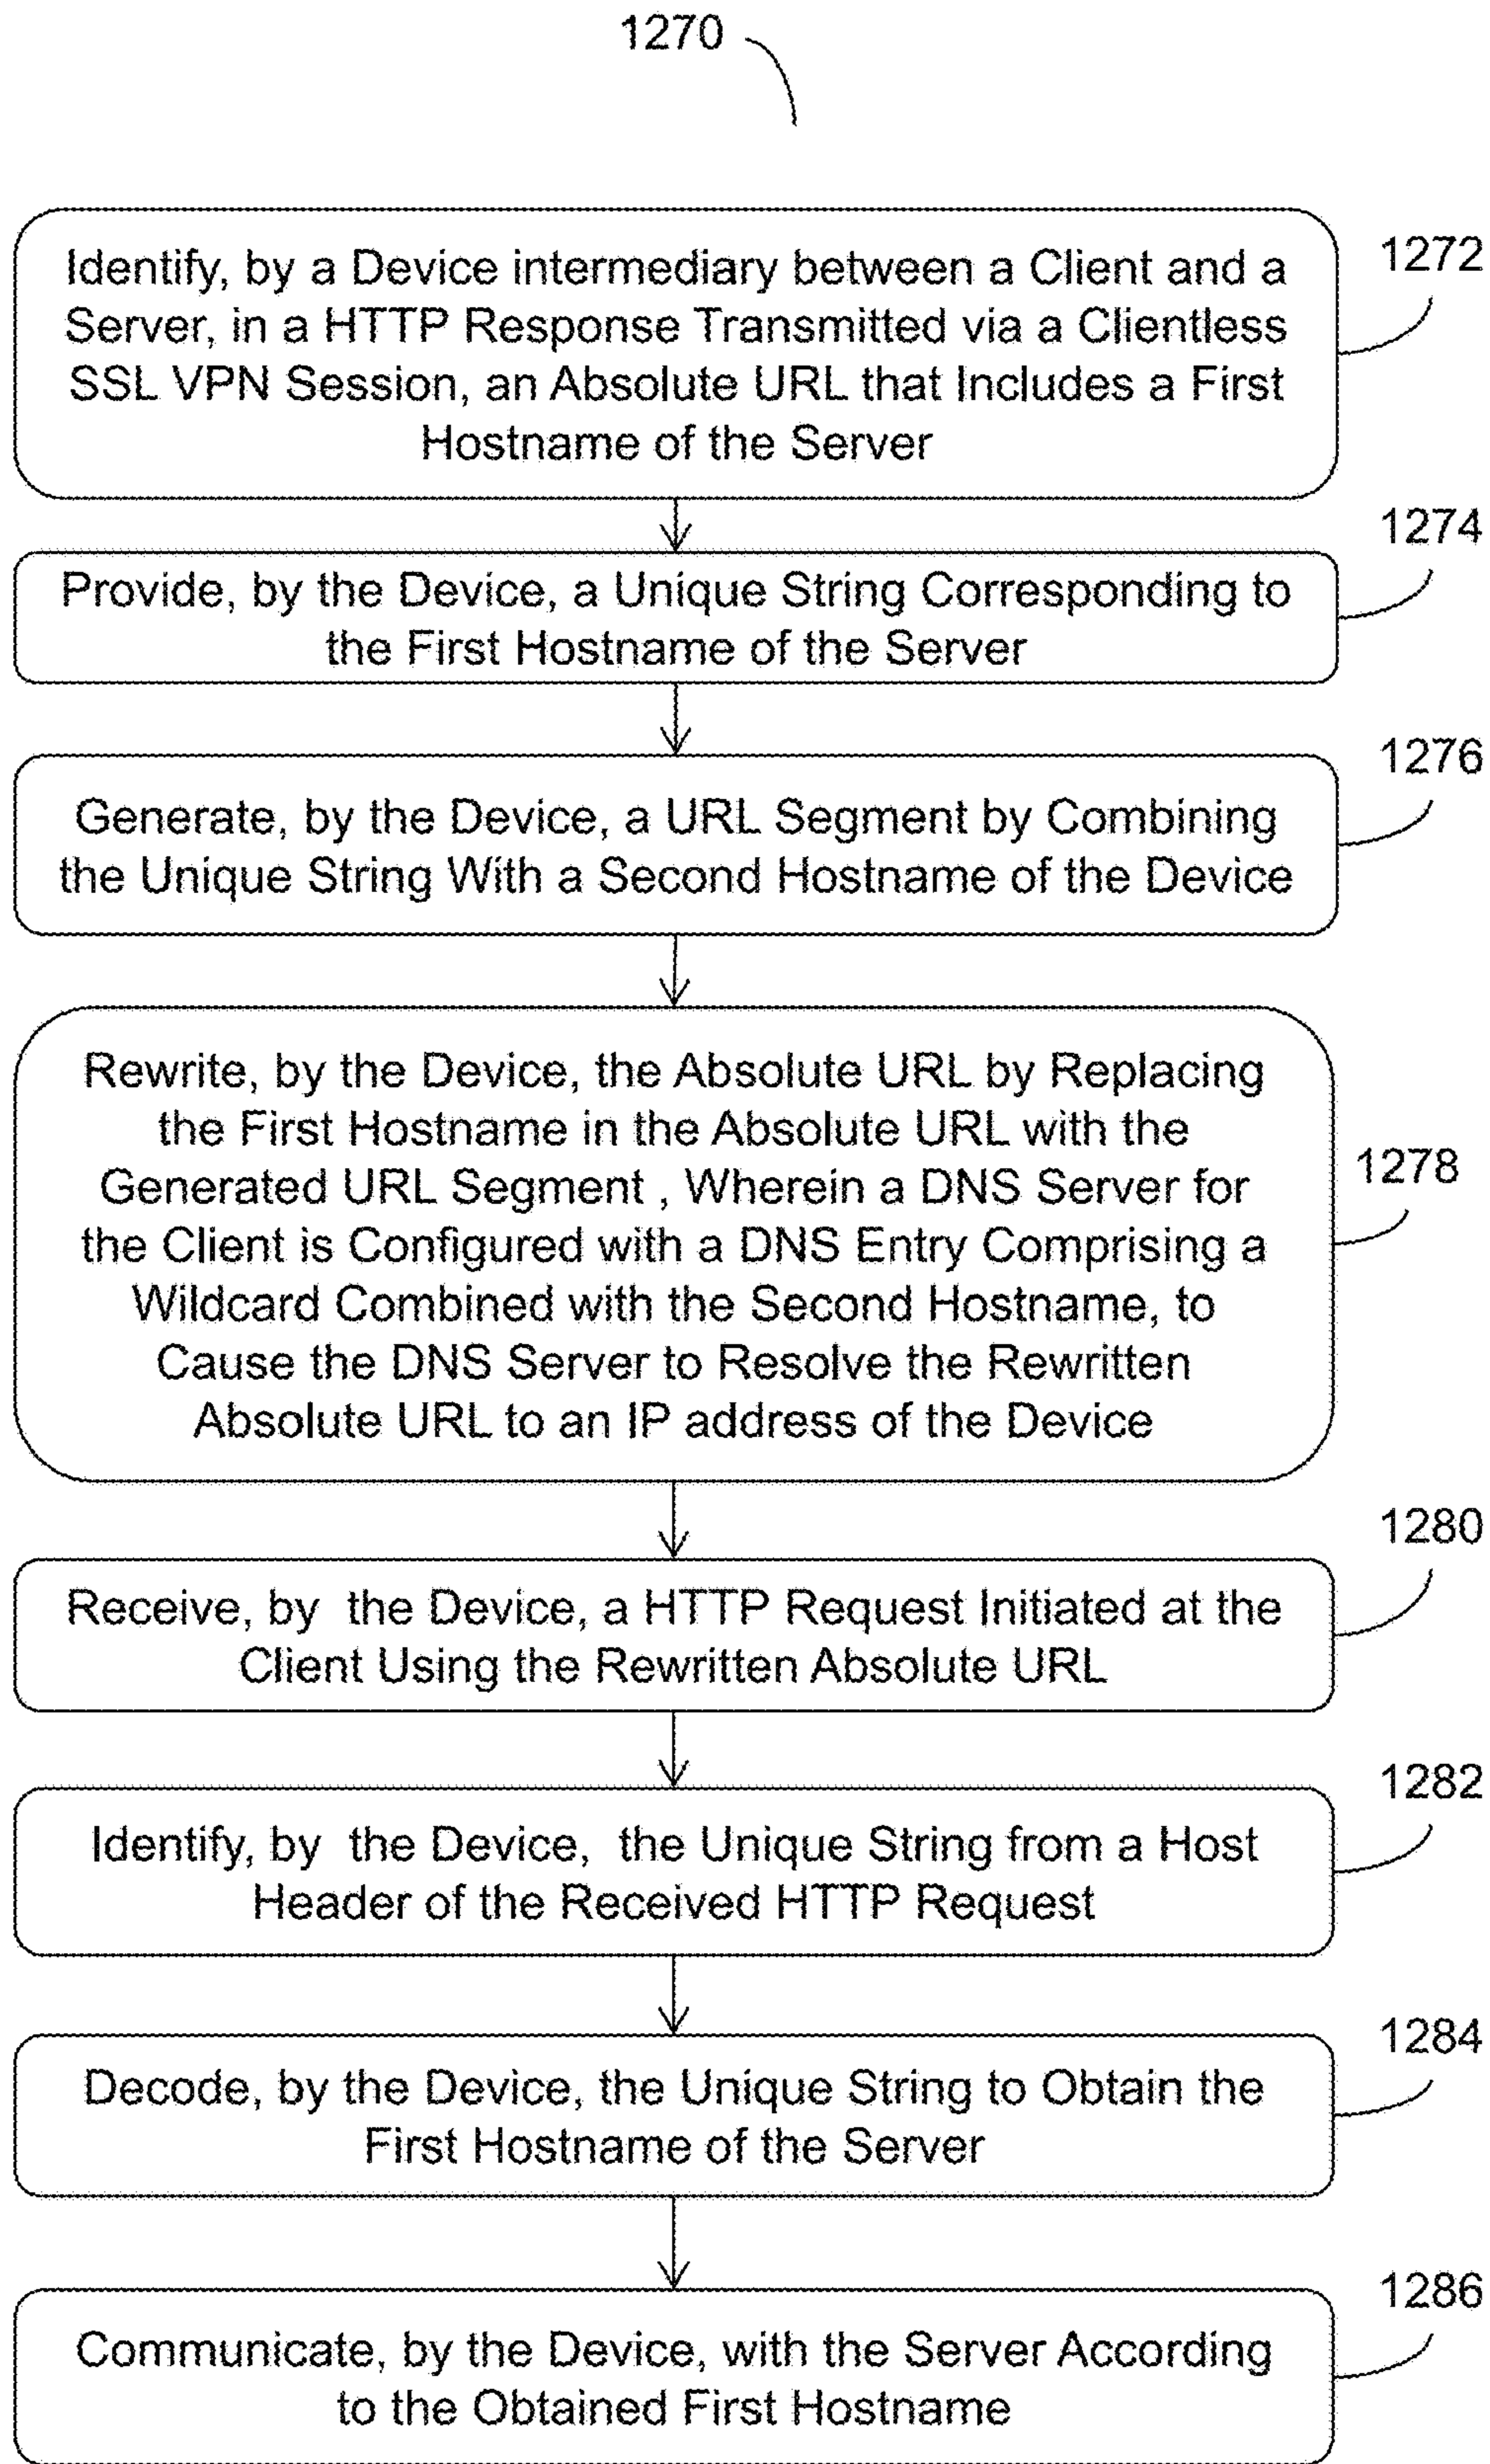 1270
Identify, by a Device intermediary between a Client and a
Server, in a HTTP Response Transmitted via a Clientless
SSL VPN Session, an Absolute URL that Includes a First
Hostname of the Server
1272
Provide, by the Device, a Unique String Corresponding to
the First Hostname of the Server
1274
Generate, by the Device, a URL Segment by Combining
the Unique String With a Second Hostname of the Device
1276
Rewrite, by the Device, the Absolute URL by Replacing
the First Hostname in the Absolute URL with the
Generated URL Segment , Wherein a DNS Server for
the Client is Configured with a DNS Entry Comprising a
Wildcard Combined with the Second Hostname, to
Cause the DNS Server to Resolve the Rewritten
Absolute URL to an IP address of the Device
1278
Receive, by the Device, a HTTP Request Initiated at the
Client Using the Rewritten Absolute URL
1280
Identify, by the Device, the Unique String from a Host
Header of the Received HTTP Request
1282
Decode, by the Device, the Unique String to Obtain the
First Hostname of the Server
1284
Communicate, by the Device, with the Server According
to the Obtained First Hostname
1286